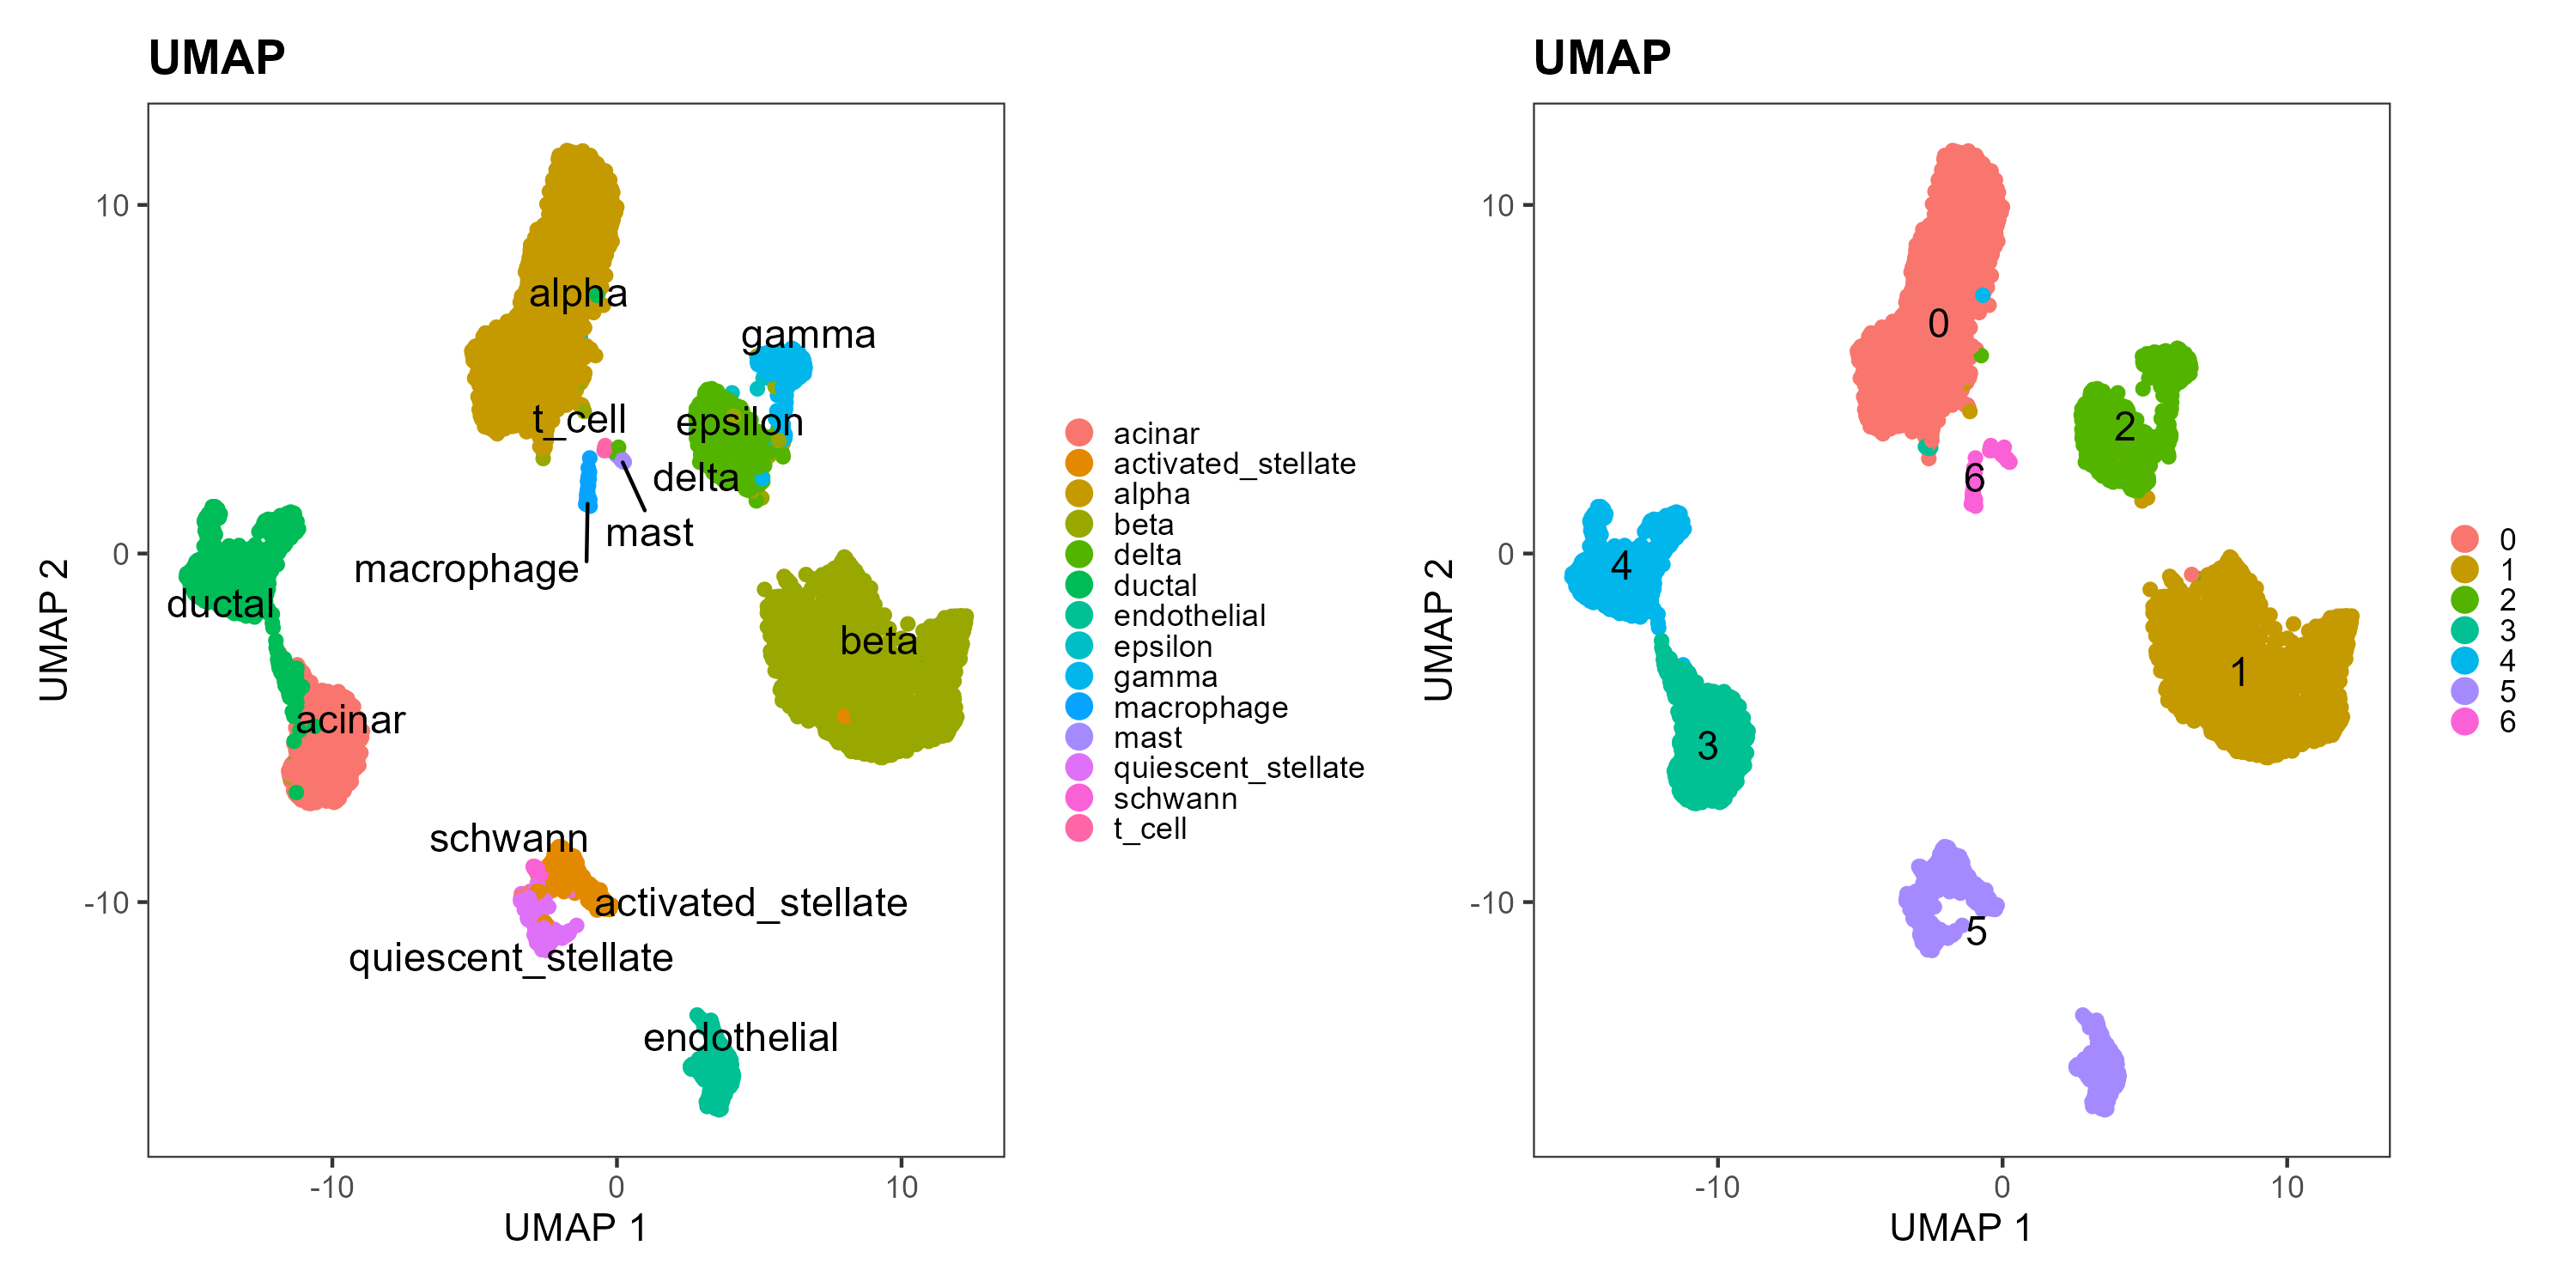 UMAP
10
0
-10
UMAP 2
alpha
gamma
t_cell
epsilon
delta
mast
macrophage
ductal
beta
acinar
schwann
activated_stellate
quiescent_stellate
endothelial
-10
0
10
UMAP 1
acinar
activated_stellate
alpha
beta
delta
ductal
endothelial
epsilon
gamma
macrophage
mast
quiescent_stellate
schwann
t_cell
UMAP
10
0
-10
UMAP 2
0
2
6
4
1
3
5
-10
0
10
UMAP 1
0
1
2
3
4
5
6